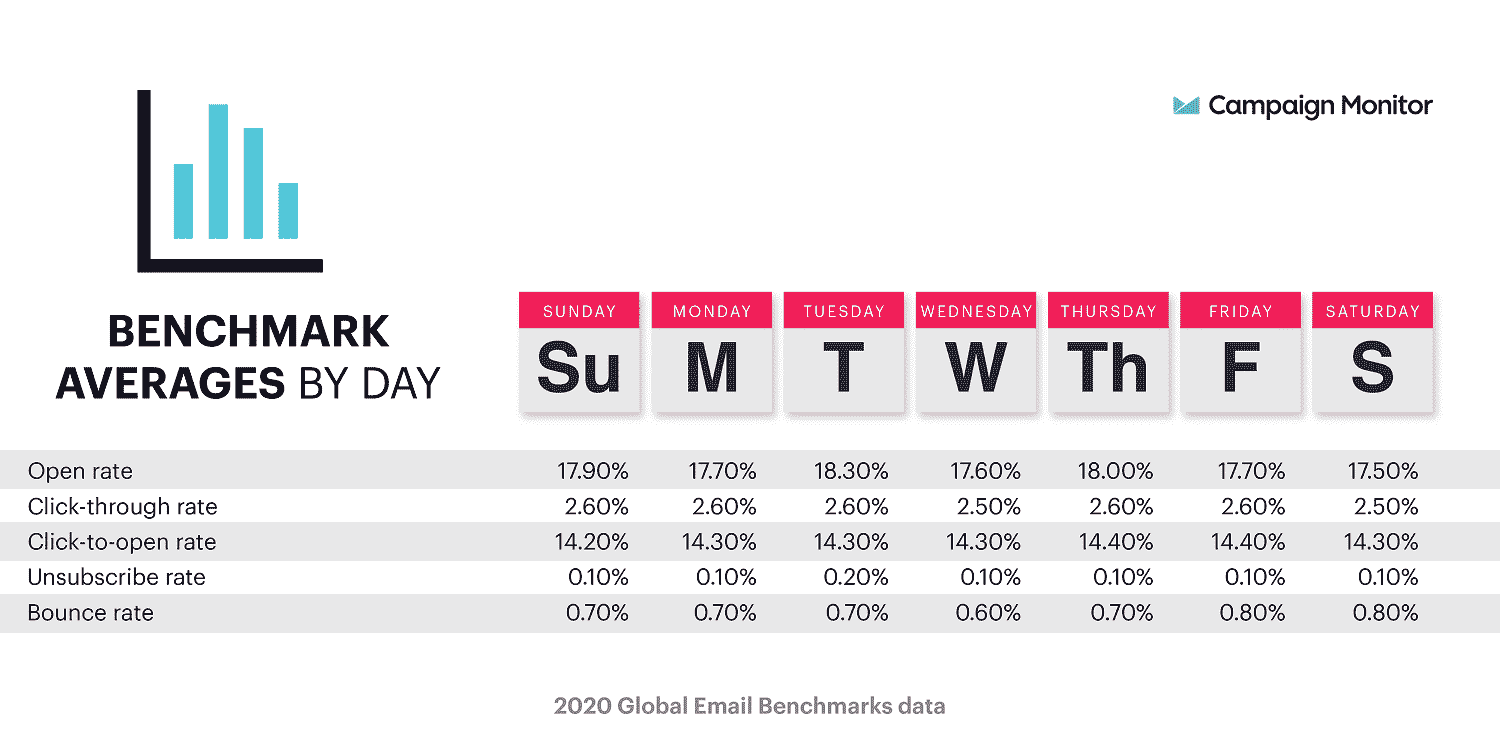 Campaign Monitor
BENCHMARK
AVERAGES BY DAY
SUNDAY MONDAY TUESDAY WEDNESDAY THURSDAY FRIDAY SATURDAY
Su M T W Th F S
Open rate 17.90% 17.70% 18.30% 17.60% 18.00% 17.70% 17.50%
Click-through rate 2.60% 2.60% 2.60% 2.50% 2.60% 2.60% 2.50%
Click-to-open rate 14.20% 14.30% 14.30% 14.30% 14.40% 14.40% 14.30%
Unsubscribe rate 0.10% 0.10% 0.20% 0.10% 0.10% 0.10% 0.10%
Bounce rate 0.70% 0.70% 0.70% 0.60% 0.70% 0.80% 0.80%
2020 Global Email Benchmarks data